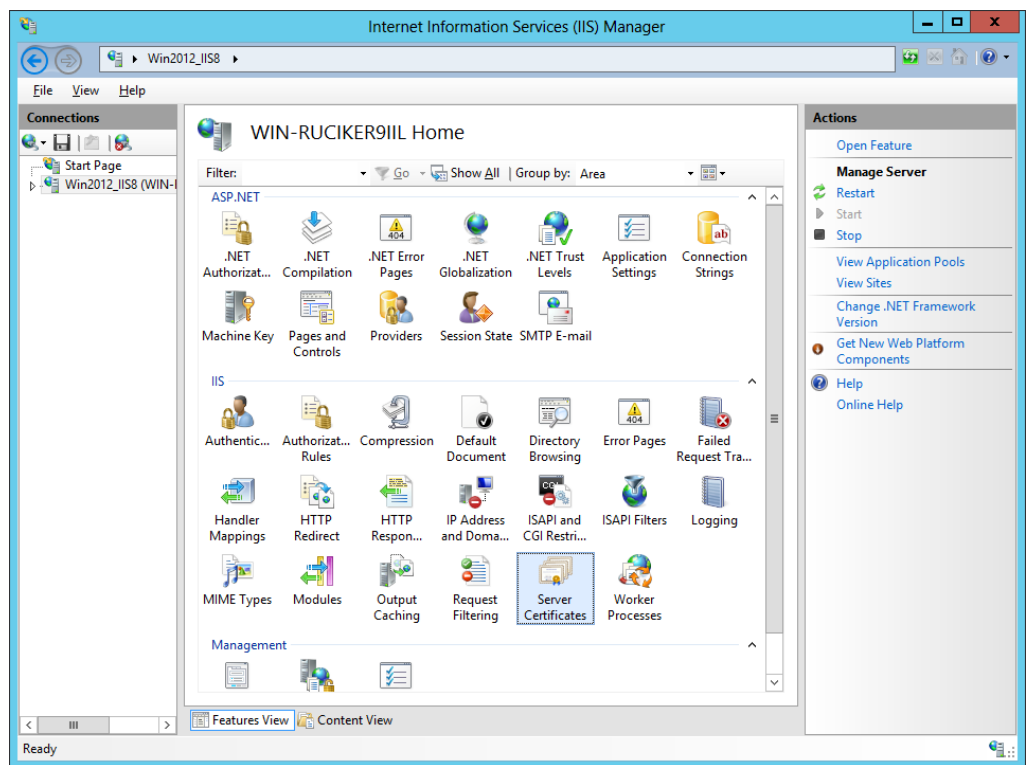 Internet Information Services (IIS) Manager
Win2012_IIS8
File View Help
Connections
Start Page
Win2012_IIS8 (WIN-I
WIN-RUCIKER9IIL Home
Filter: Go Show All Group by: Area
ASP.NET
.NET .NET .NET Error .NET .NET Trust Application Connection
Authorizat... Compilation Pages Globalization Levels Settings Strings
Machine Key Pages and Providers Session State SMTP E-mail
Controls
IIS
Authentic... Authorizat... Compression Default Directory Error Pages Failed
Rules Document Browsing Request Tra...
Handler HTTP HTTP IP Address ISAPI and ISAPI Filters Logging
Mappings Redirect Respon... and Doma... CGI Restri...
MIME Types Modules Output Request Server Worker
Caching Filtering Certificates Processes
Management
Features View Content View
Ready
Actions
Open Feature
Manage Server
Restart
Start
Stop
View Application Pools
View Sites
Change .NET Framework
Version
Get New Web Platform
Components
Help
Online Help